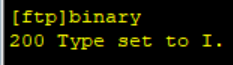 [ftp]binary
200 Type set to I.